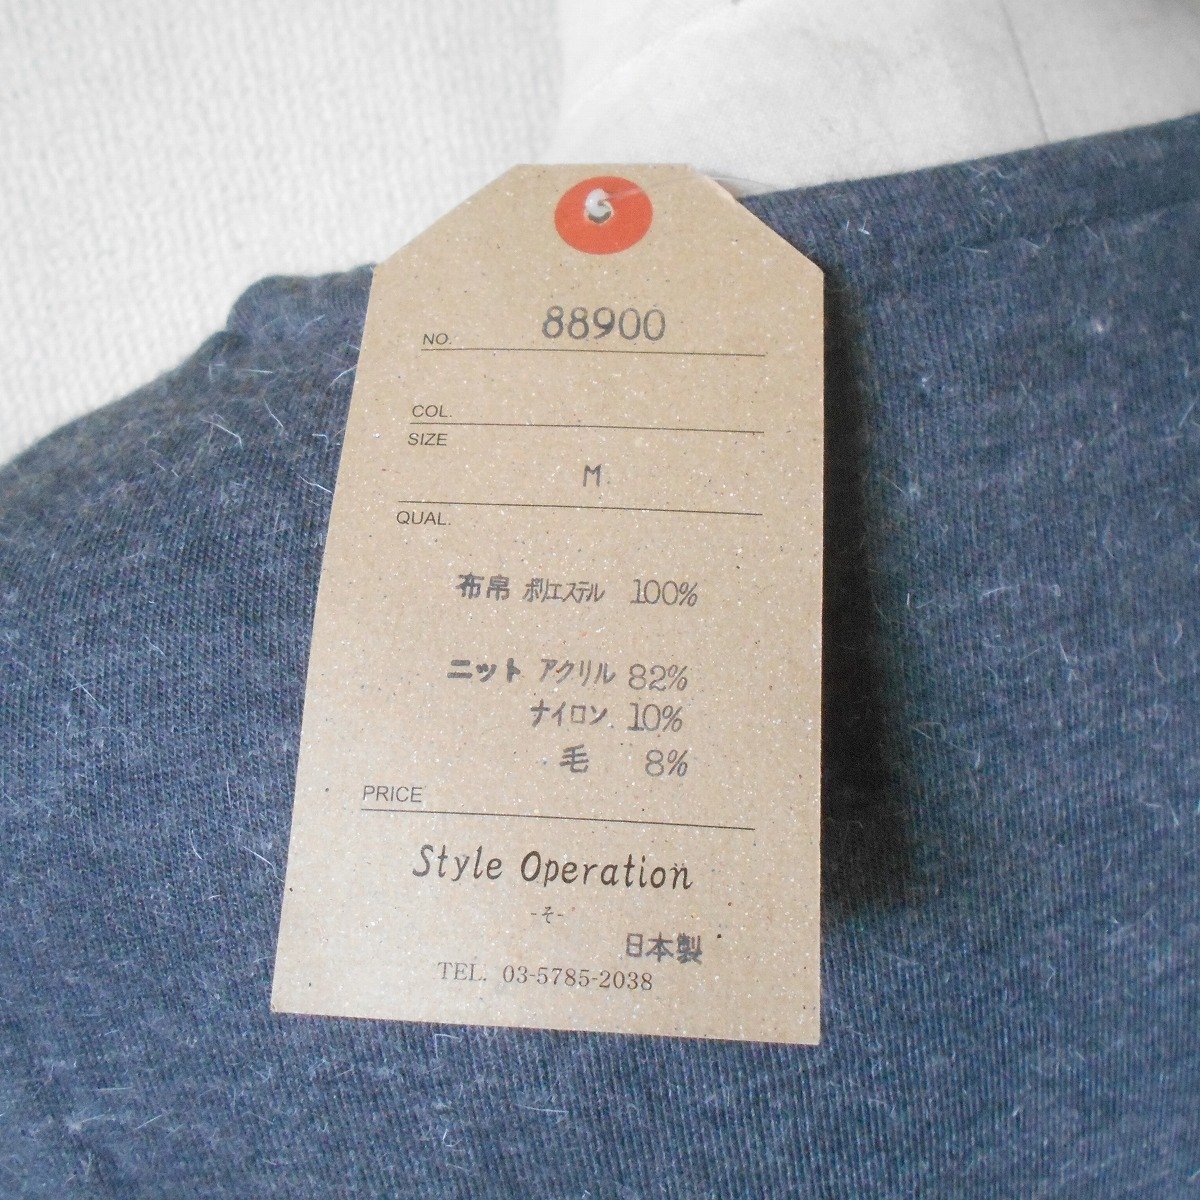 NO. 88900
COL.
SIZE
M
QUAL.
布帛 ポリエステル 100%
ニット アクリル 82%
ナイロン 10%
毛 8%
PRICE
Style Operation
-そ-
日本製
TEL. 03-5785-2038